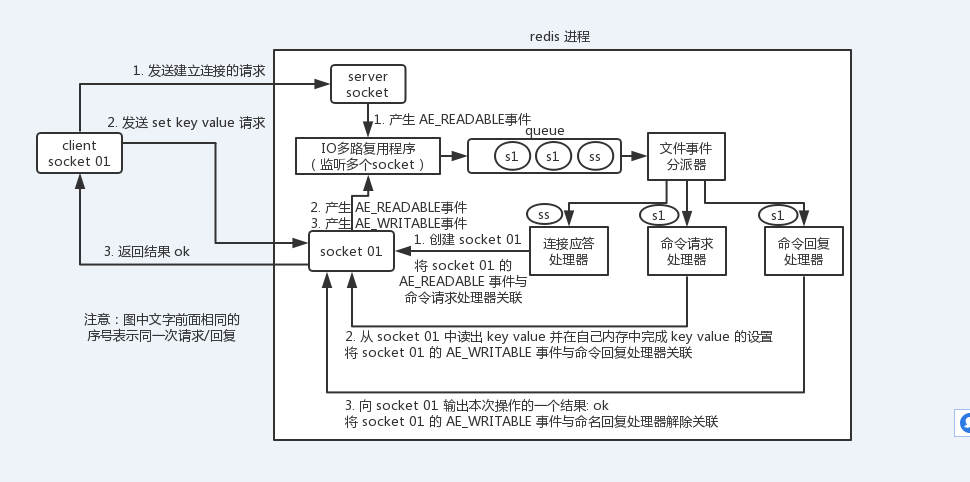 redis 进程
1. 发送建立连接的请求
server
socket
1. 产生 AE_READABLE事件
2. 发送 set key value 请求
queue
client
socket 01
IO多路复用程序
（监听多个socket ）
s1
s1
ss
文件事件
分派器
2. 产生 AE_READABLE事件
3. 产生 AE_WRITABLE事件
ss
s1
s1
socket 01
1. 创建 socket 01
连接应答
处理器
命令请求
处理器
命令回复
处理器
3. 返回结果 ok
将 socket 01 的
AE_READABLE 事件与
命令请求处理器关联
注意：图中文字前面相同的
序号表示同一次请求/回复
2. 从 socket 01 中读出 key value 并在自己内存中完成 key value 的设置
将 socket 01 的 AE_WRITABLE 事件与命令回复处理器关联
3. 向 socket 01 输出本次操作的一个结果: ok
将 socket 01 的 AE_WRITABLE 事件与命名回复处理器解除关联